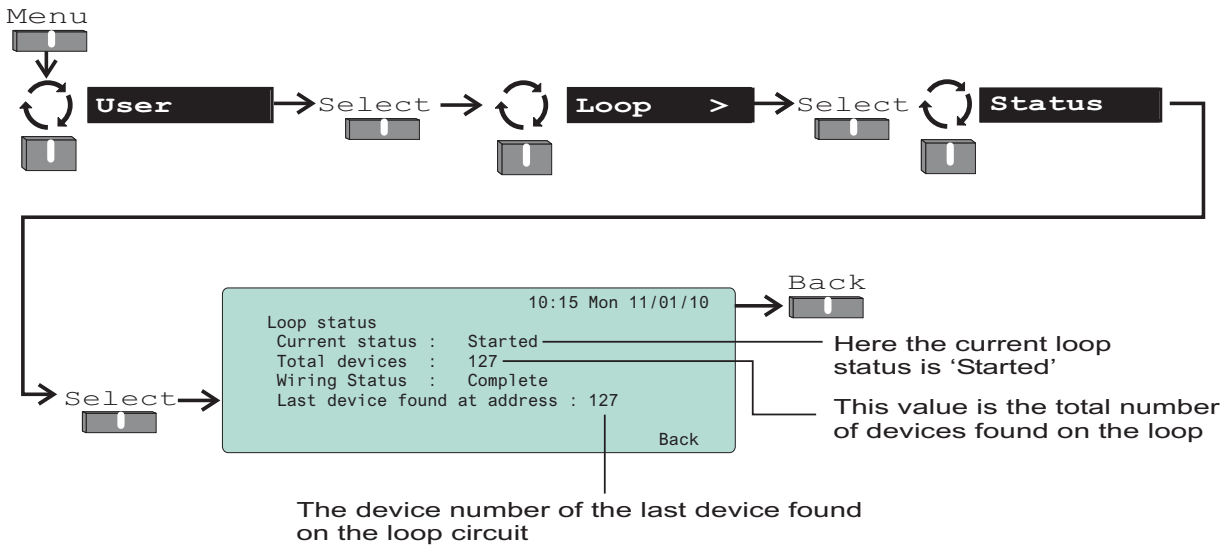 Menu
User
Select
Loop >
Select
Status
Select
10:15 Mon 11/01/10
Loop status
Current status : Started
Total devices : 127
Wiring Status : Complete
Last device found at address : 127
Back
Back
Here the current loop
status is ‘Started’
This value is the total number
of devices found on the loop
The device number of the last device found
on the loop circuit